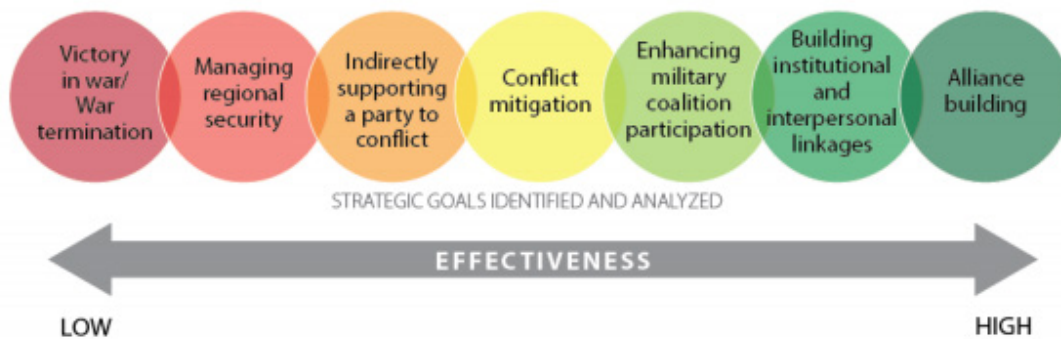 Victory
in war/
War
termination
Managing
regional
security
Indirectly
supporting
a party to
conflict
Conflict
mitigation
Enhancing
military
coalition
participation
Building
institutional
and
interpersonal
linkages
Alliance
building
STRATEGIC GOALS IDENTIFIED AND ANALYZED
EFFECTIVENESS
LOW
HIGH